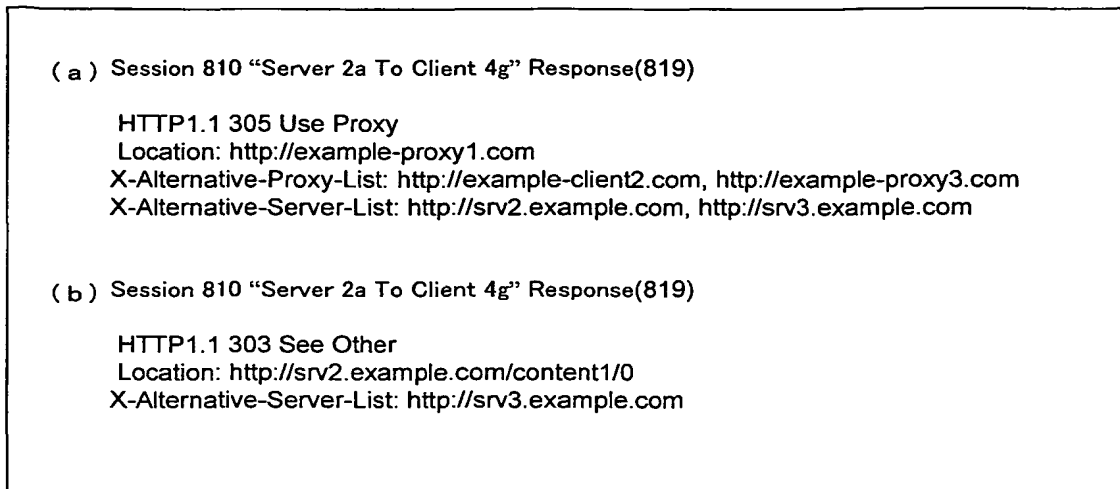 (a) Session 810 “Server 2a To Client 4g” Response(819)
HTTP1.1 305 Use Proxy
Location: http://example-proxy1.com
X-Alternative-Proxy-List: http://example-client2.com, http://example-proxy3.com
X-Alternative-Server-List: http://srv2.example.com, http://srv3.example.com
(b) Session 810 “Server 2a To Client 4g” Response(819)
HTTP1.1 303 See Other
Location: http://srv2.example.com/content1/0
X-Alternative-Server-List: http://srv3.example.com